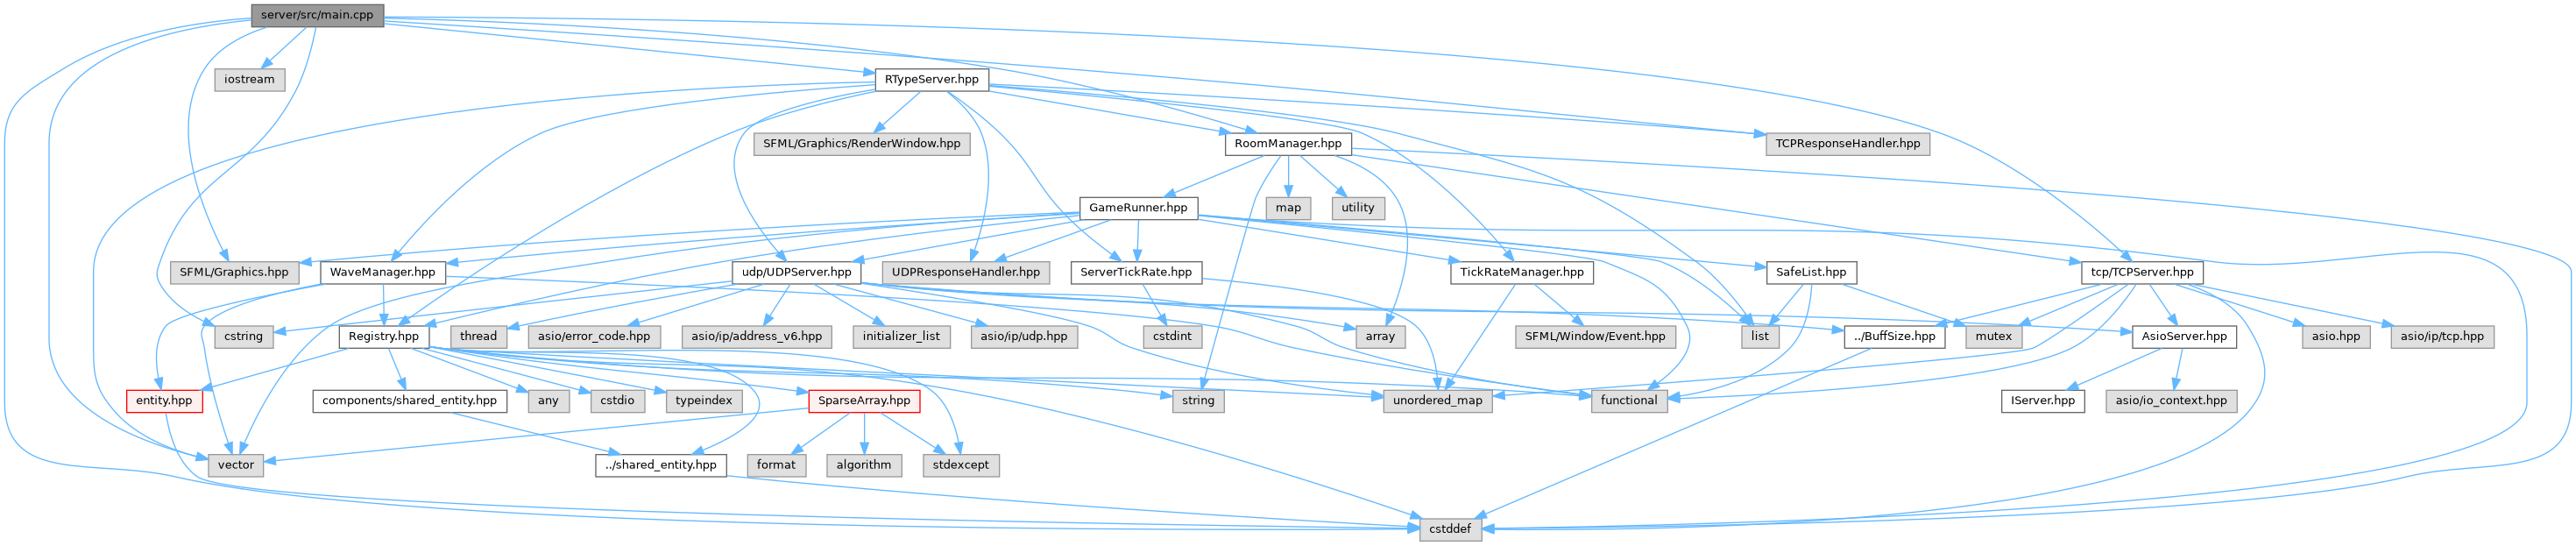 server/src/main.cpp
iostream
RTypeServer.hpp
SFML/Graphics/RenderWindow.hpp
RoomManager.hpp
TCPResponseHandler.hpp
GameRunner.hpp
map
utility
SFML/Graphics.hpp
WaveManager.hpp
udp/UDPServer.hpp
UDPResponseHandler.hpp
ServerTickRate.hpp
TickRateManager.hpp
SafeList.hpp
tcp/TCPServer.hpp
cstring
Registry.hpp
thread
asio/error_code.hpp
asio/ip/address_v6.hpp
initializer_list
asio/ip/udp.hpp
cstdint
array
SFML/Window/Event.hpp
list
../BuffSize.hpp
mutex
AsioServer.hpp
asio.hpp
asio/ip/tcp.hpp
entity.hpp
components/shared_entity.hpp
any
cstdio
typeindex
SparseArray.hpp
string
unordered_map
functional
IServer.hpp
asio/io_context.hpp
vector
../shared_entity.hpp
format
algorithm
stdexcept
cstddef